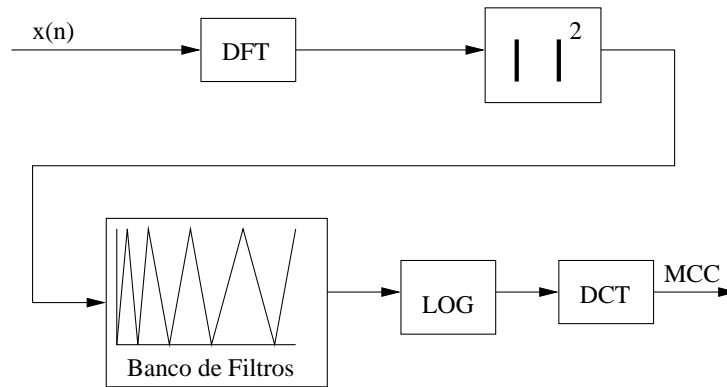 x(n)
DFT
| |²
Banco de Filtros
LOG
DCT
MCC